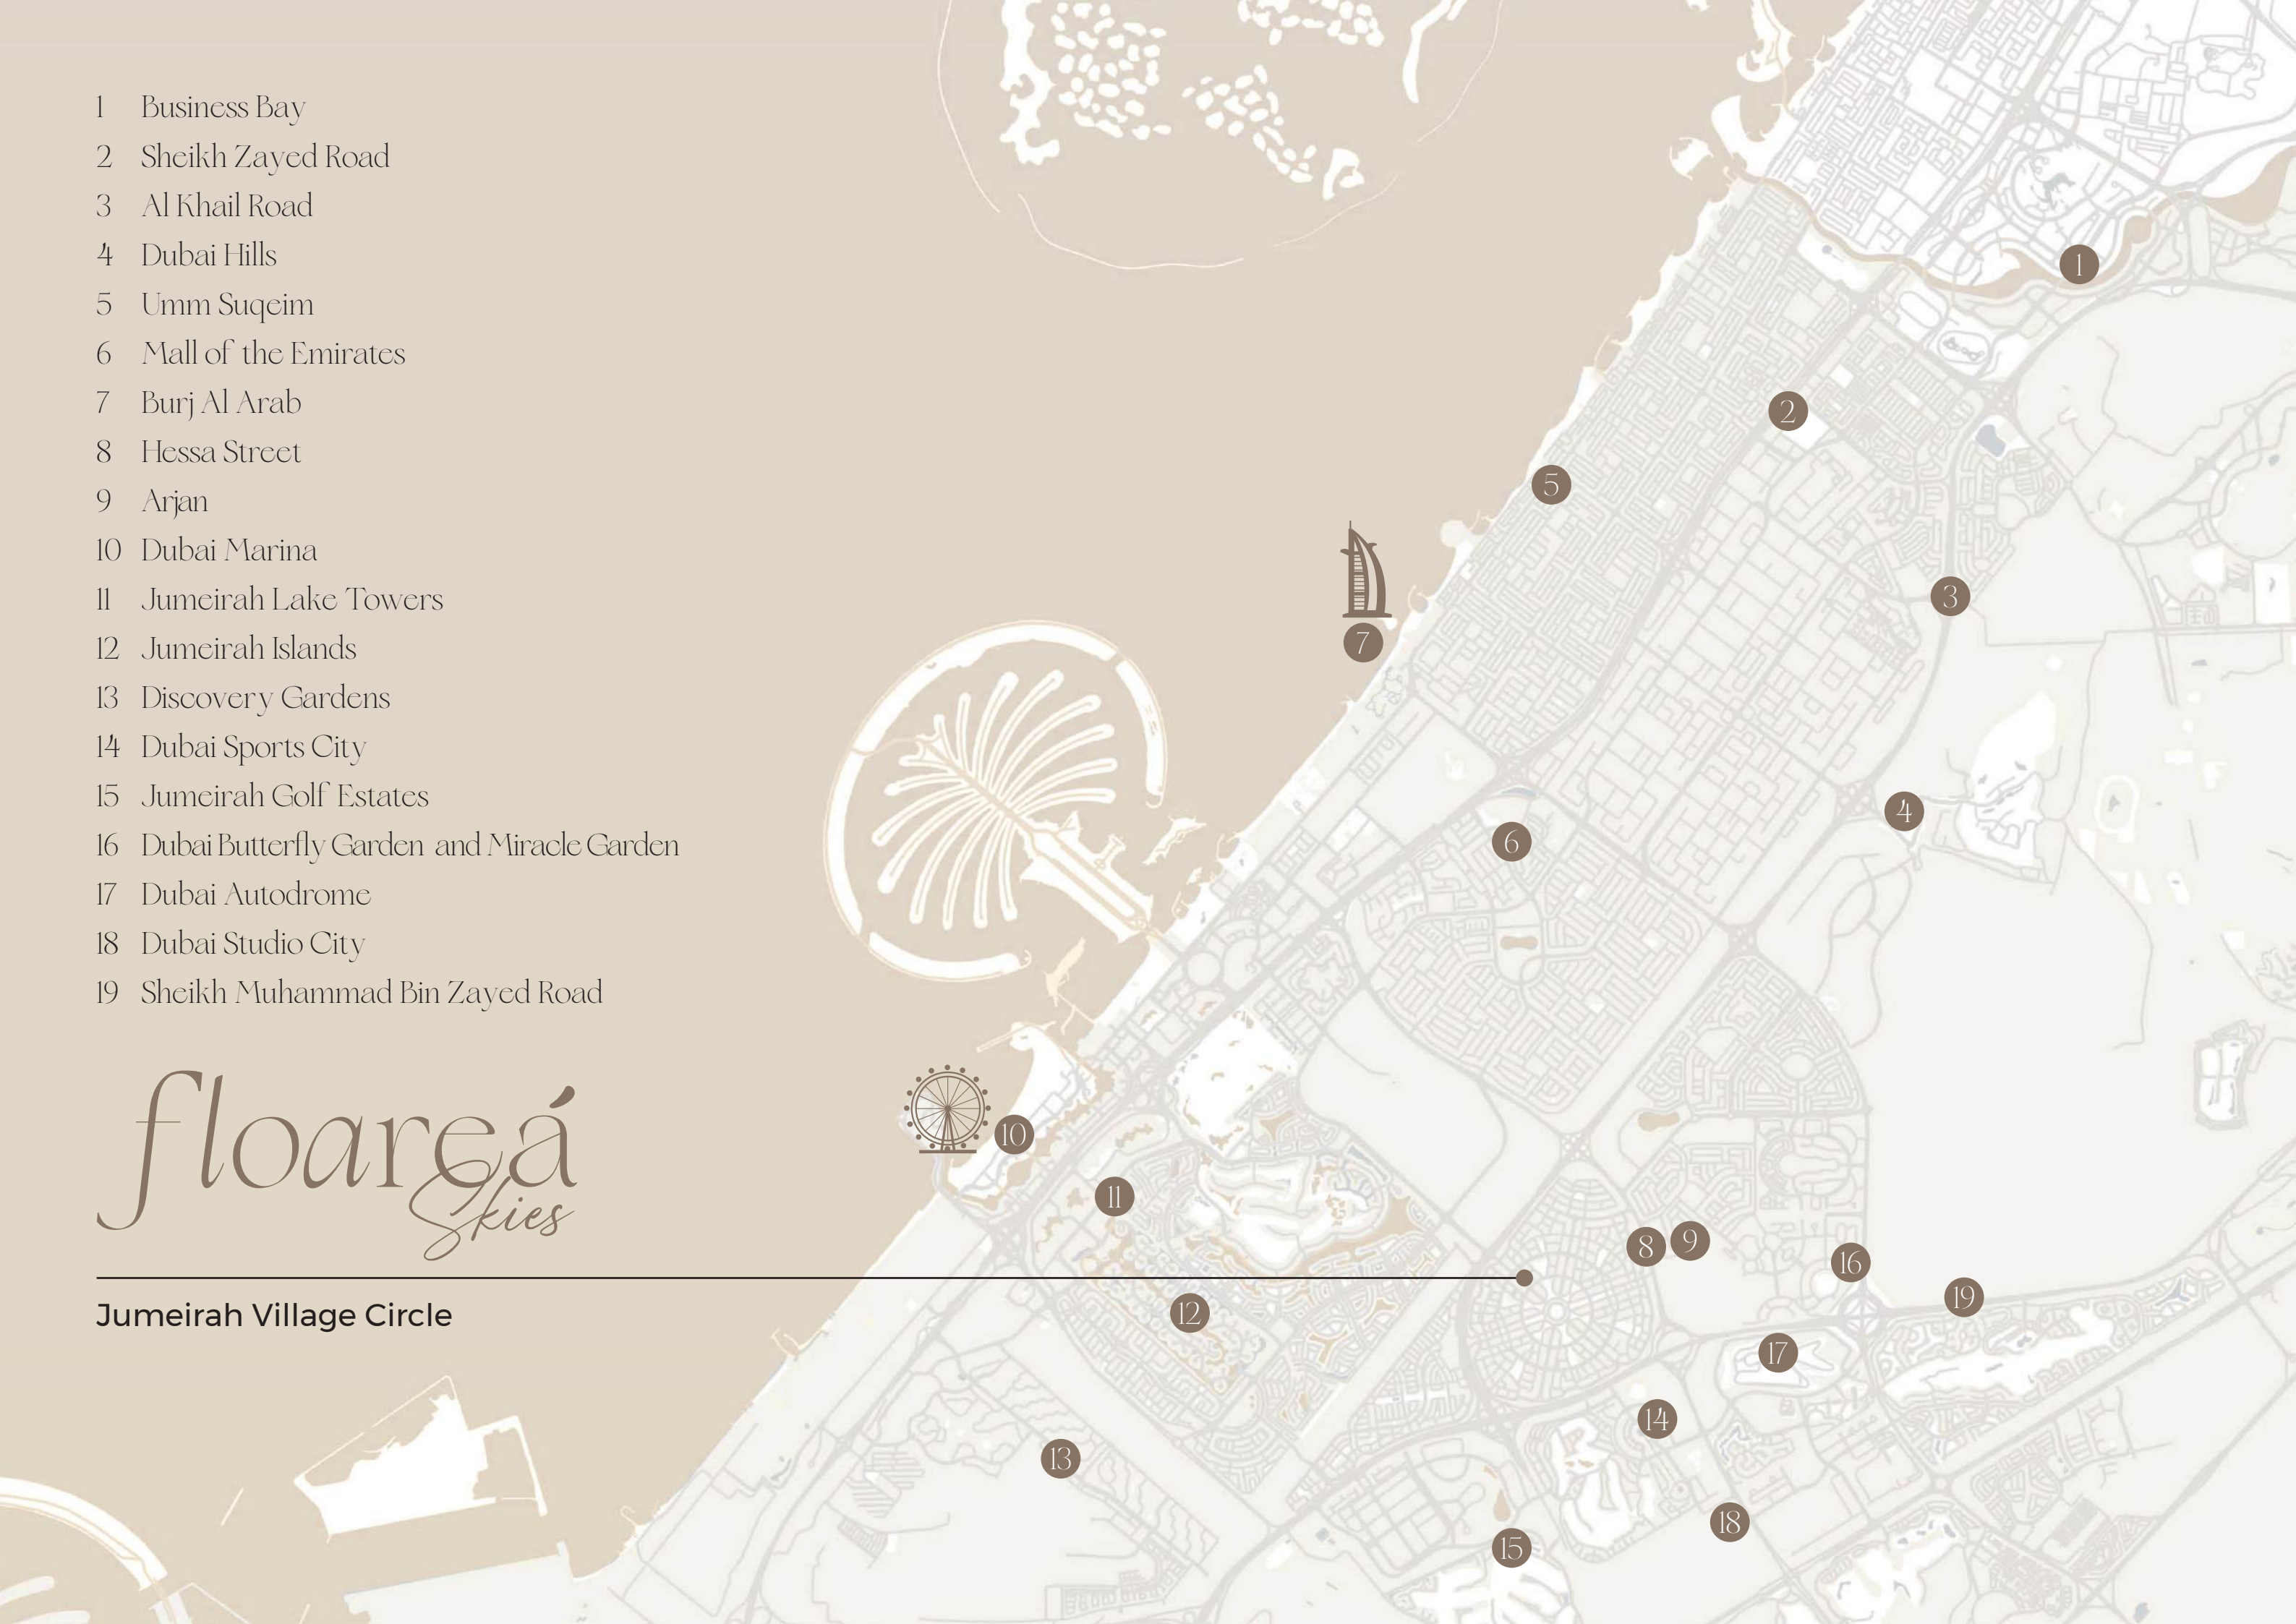 1 Business Bay
2 Sheikh Zayed Road
3 Al Khail Road
4 Dubai Hills
5 Umm Suqeim
6 Mall of the Emirates
7 Burj Al Arab
8 Hessa Street
9 Arjan
10 Dubai Marina
11 Jumeirah Lake Towers
12 Jumeirah Islands
13 Discovery Gardens
14 Dubai Sports City
15 Jumeirah Golf Estates
16 Dubai Butterfly Garden and Miracle Garden
17 Dubai Autodrome
18 Dubai Studio City
19 Sheikh Muhammad Bin Zayed Road
floareá
Skies
Jumeirah Village Circle
1
2
5
3
7
4
6
10
11
8 9
16
19
12
17
14
13
18
15